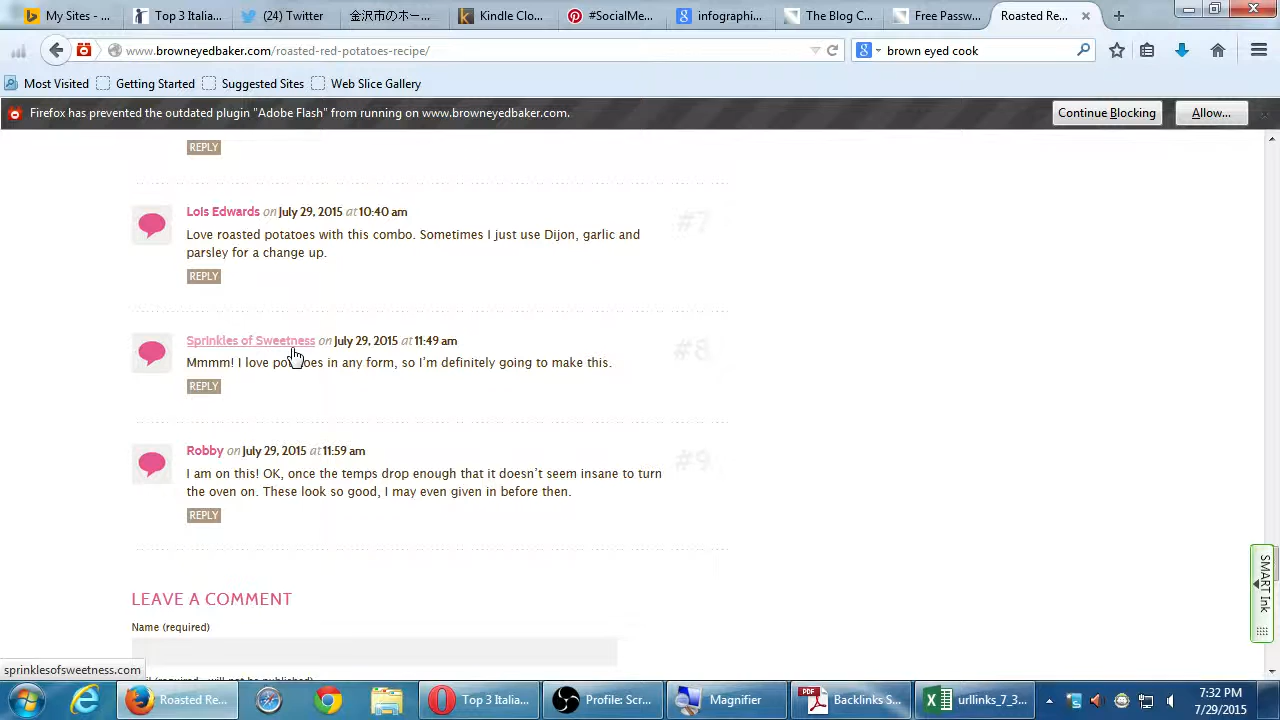 My Sites - ...
Top 3 Italia...
(24) Twitter
金沢市のホー...
Kindle Clo...
#SocialMe...
infographi...
The Blog C...
Free Passw...
Roasted Re...
www.browneyedbaker.com/roasted-red-potatoes-recipe/
brown eyed cook
Most Visited
Getting Started
Suggested Sites
Web Slice Gallery
Firefox has prevented the outdated plugin "Adobe Flash" from running on www.browneyedbaker.com.
Continue Blocking
Allow...
REPLY
Lois Edwards on July 29, 2015 at 10:40 am
#7
Love roasted potatoes with this combo. Sometimes I just use Dijon, garlic and
parsley for a change up.
REPLY
Sprinkles of Sweetness on July 29, 2015 at 11:49 am
#8
Mmmm! I love potatoes in any form, so I'm definitely going to make this.
REPLY
Robby on July 29, 2015 at 11:59 am
#9
I am on this! OK, once the temps drop enough that it doesn't seem insane to turn
the oven on. These look so good, I may even given in before then.
REPLY
LEAVE A COMMENT
Name (required)
SMART Ink
sprinklesofsweetness.com
Roasted Re...
Top 3 Italia...
Profile: Scr...
Magnifier
Backlinks S...
urllinks_7_3...
7:32 PM
7/29/2015